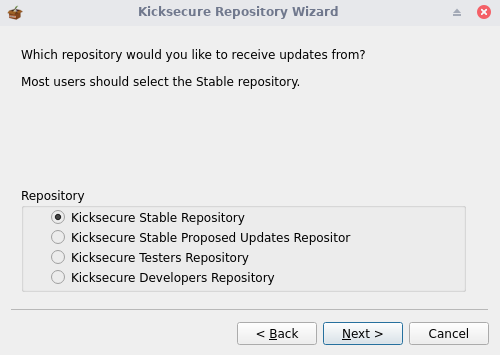 Kicksecure Repository Wizard
Which repository would you like to receive updates from?
Most users should select the Stable repository.
Repository
Kicksecure Stable Repository
Kicksecure Stable Proposed Updates Repositor
Kicksecure Testers Repository
Kicksecure Developers Repository
< Back Next > Cancel